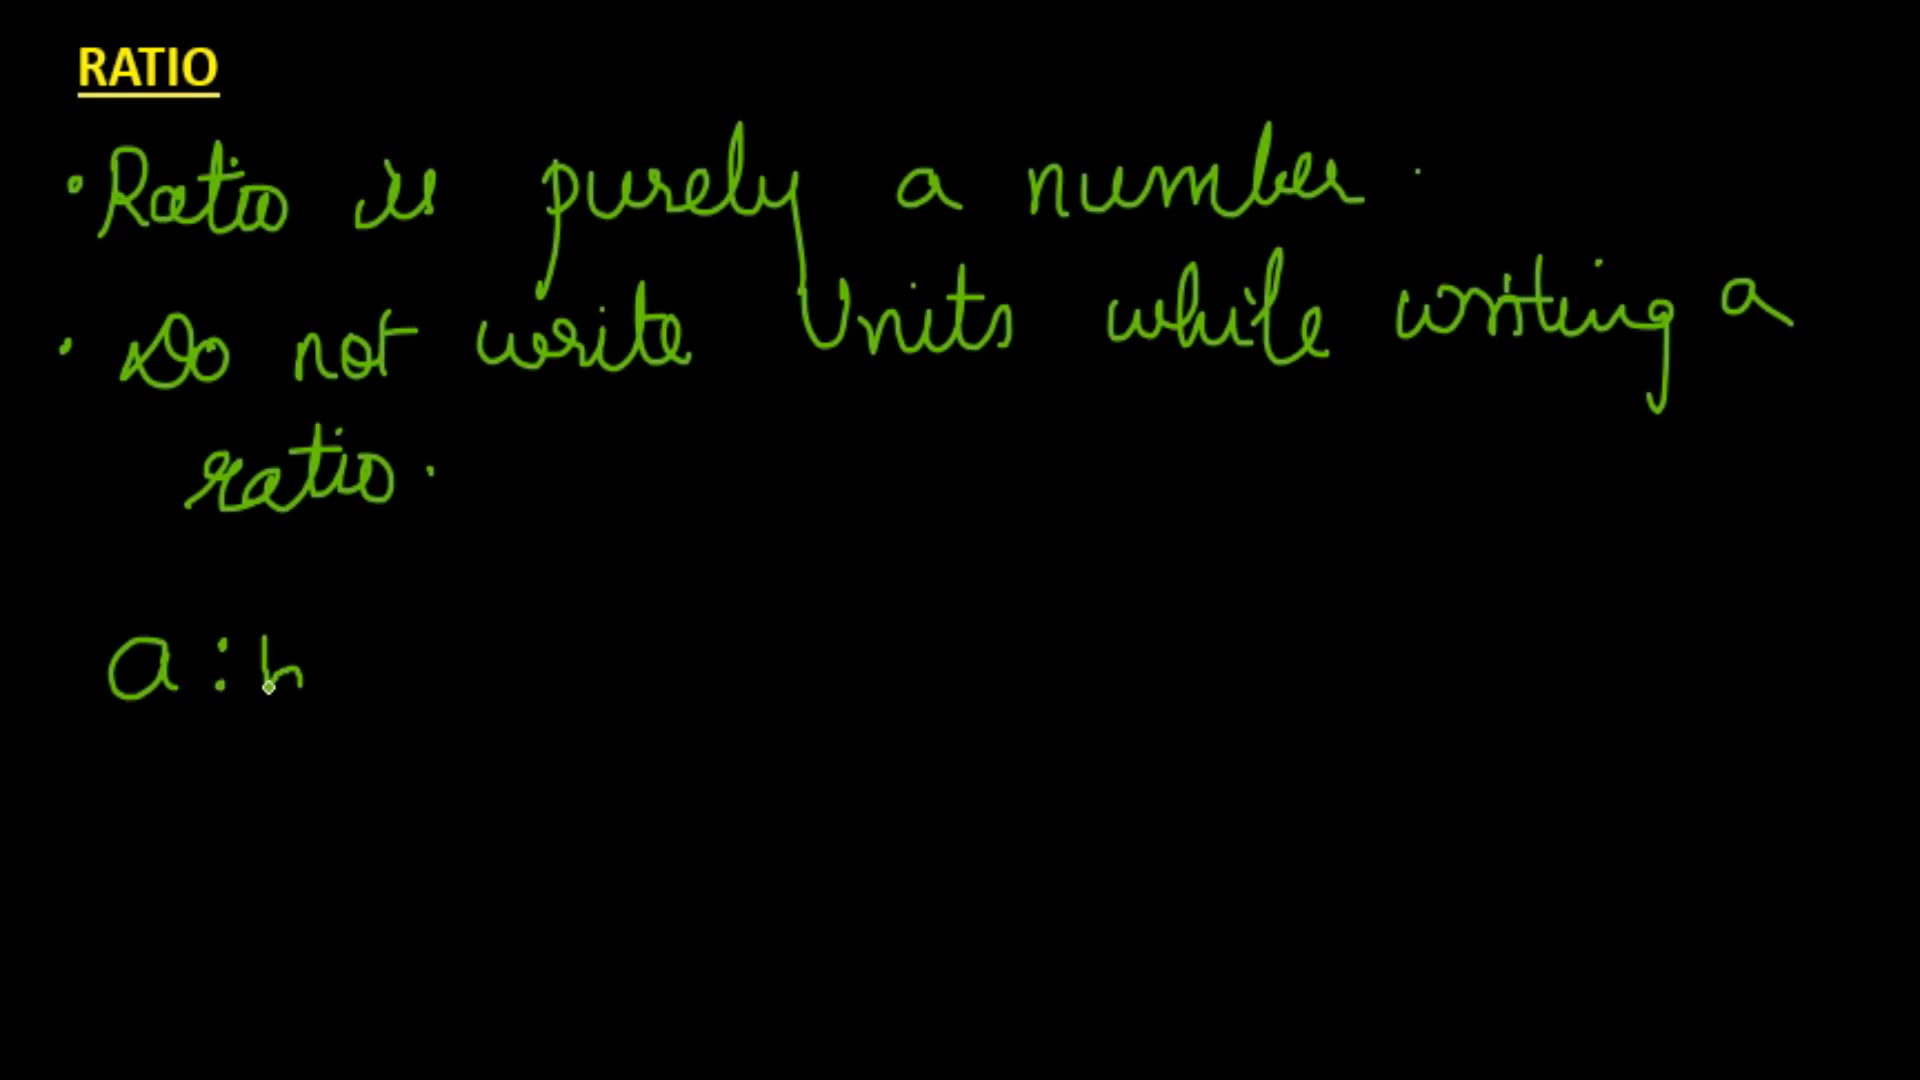 RATIO
• Ratio is purely a number.
• Do not write Units while writing a
ratio.
a : h